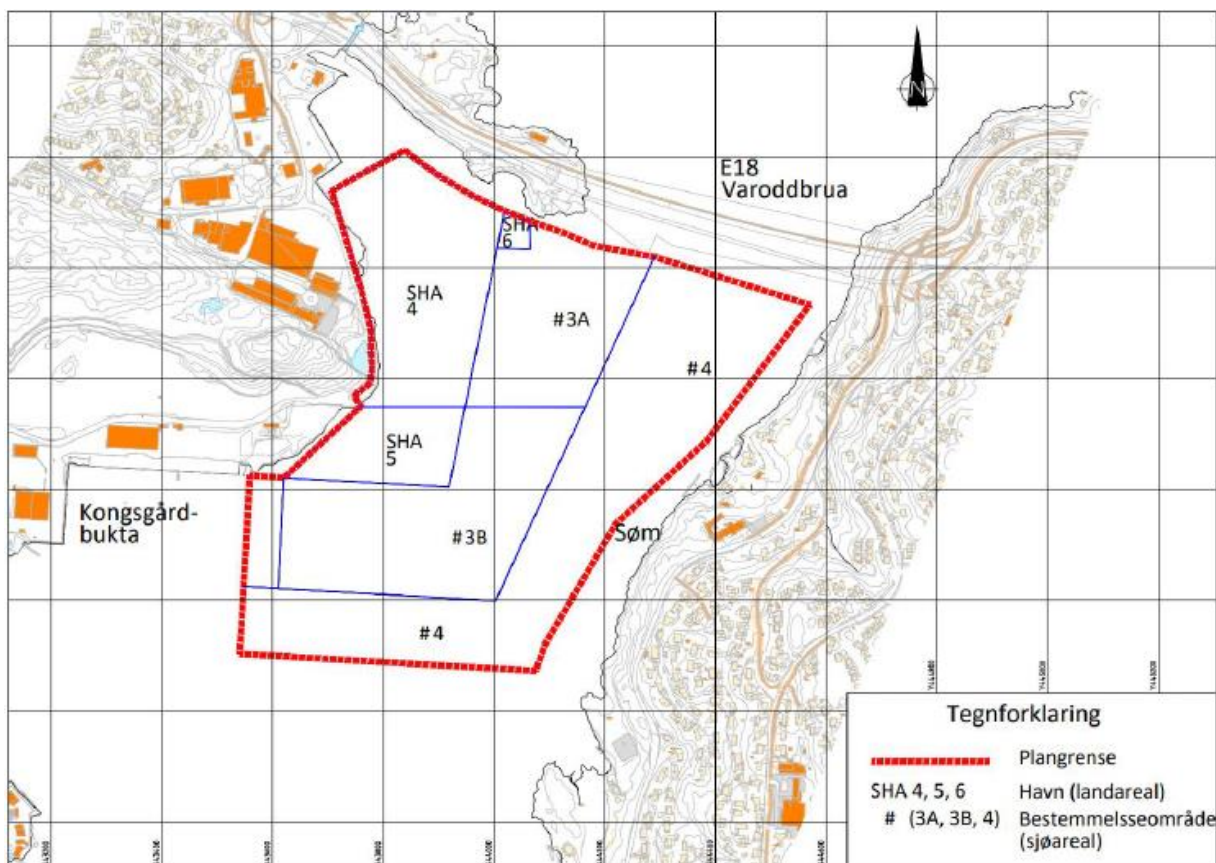 N
E18
Varoddbrua
SHA
6
SHA
4
#3A
#4
SHA
5
Kongsgård-
bukta
#3B
Søm
#4
Tegnforklaring
Plangrense
SHA 4, 5, 6 Havn (landareal)
# (3A, 3B, 4) Bestemmelsseområde
(sjøareal)